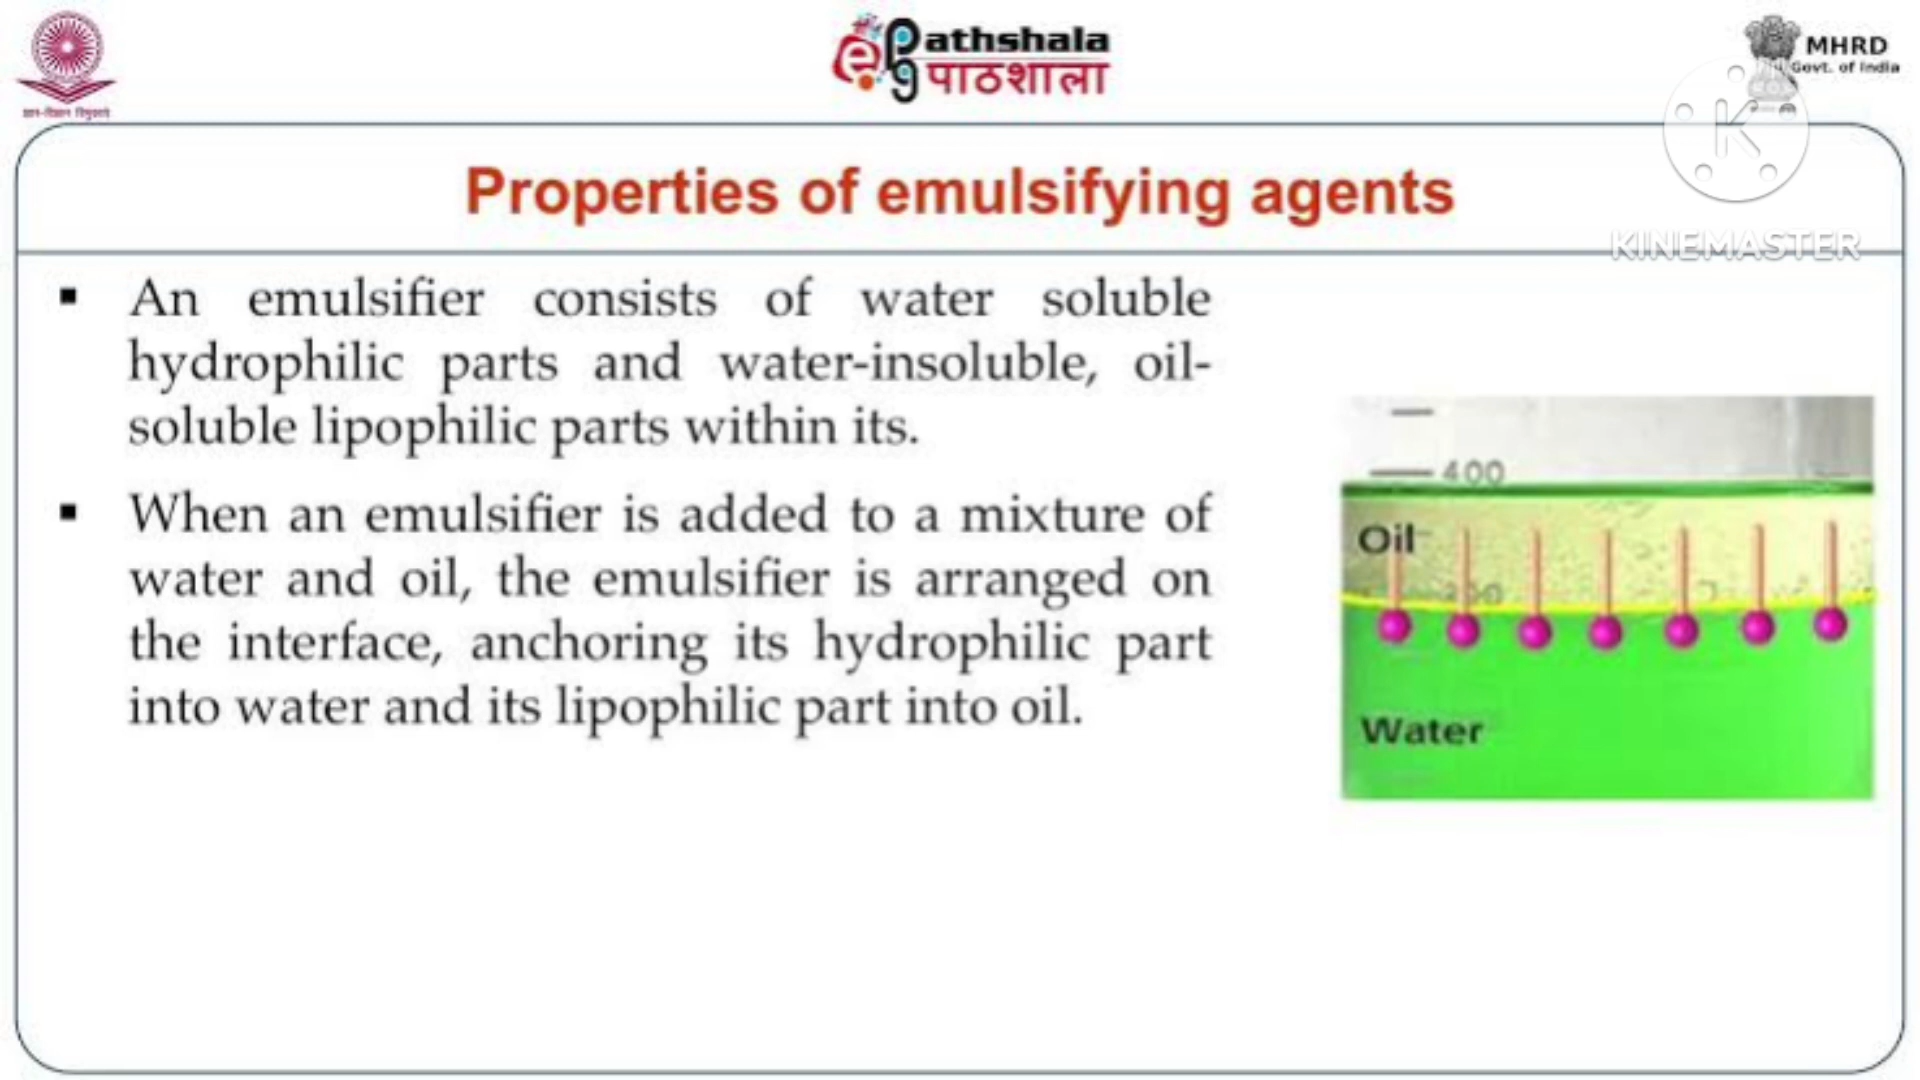 ज्ञान-विज्ञान विमुक्तये
ePg
athshala
पाठशाला
MHRD
Govt. of India
KINEMASTER
Properties of emulsifying agents
▪ An emulsifier consists of water soluble
hydrophilic parts and water-insoluble, oil-
soluble lipophilic parts within its.
▪ When an emulsifier is added to a mixture of
water and oil, the emulsifier is arranged on
the interface, anchoring its hydrophilic part
into water and its lipophilic part into oil.
400
Oil
300
Water